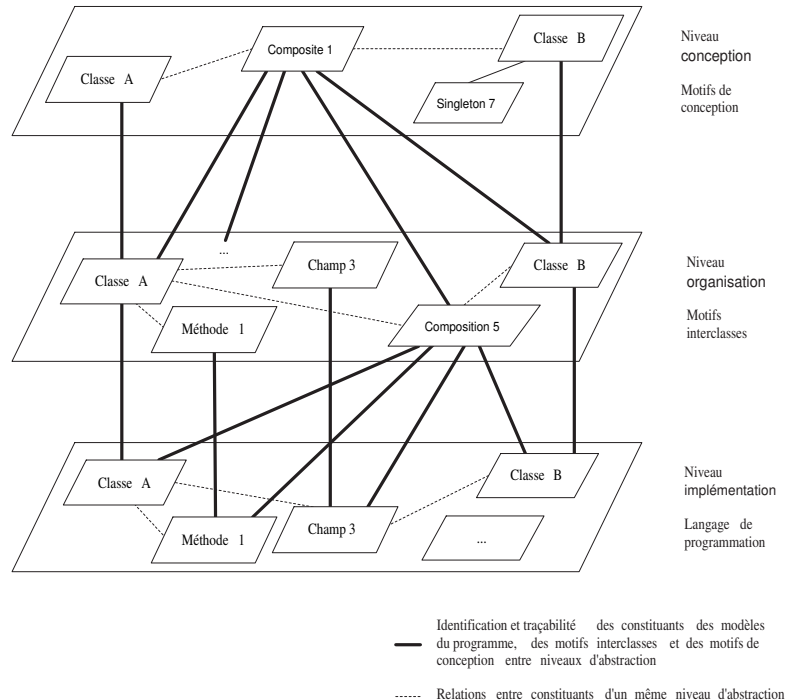 Composite 1
Classe B
Classe A
Singleton 7
Niveau
conception
Motifs de
conception
...
Classe A
Champ 3
Classe B
Méthode 1
Composition 5
Niveau
organisation
Motifs
interclasses
Classe A
Classe B
Méthode 1
Champ 3
...
Niveau
implémentation
Langage de
programmation
Identification et traçabilité des constituants des modèles
du programme, des motifs interclasses et des motifs de
conception entre niveaux d'abstraction
Relations entre constituants d'un même niveau d'abstraction